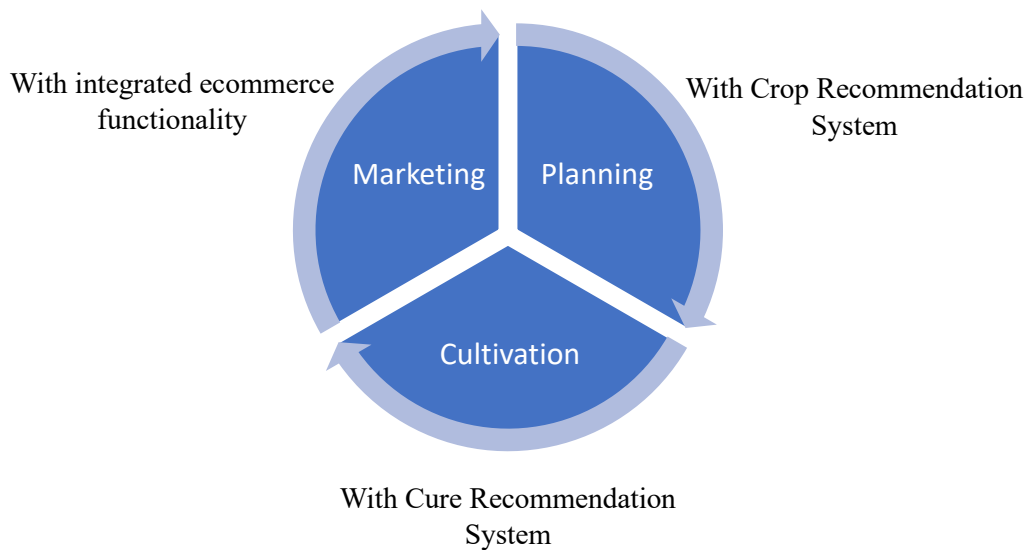 With integrated ecommerce
functionality
With Crop Recommendation
System
Marketing
Planning
Cultivation
With Cure Recommendation
System